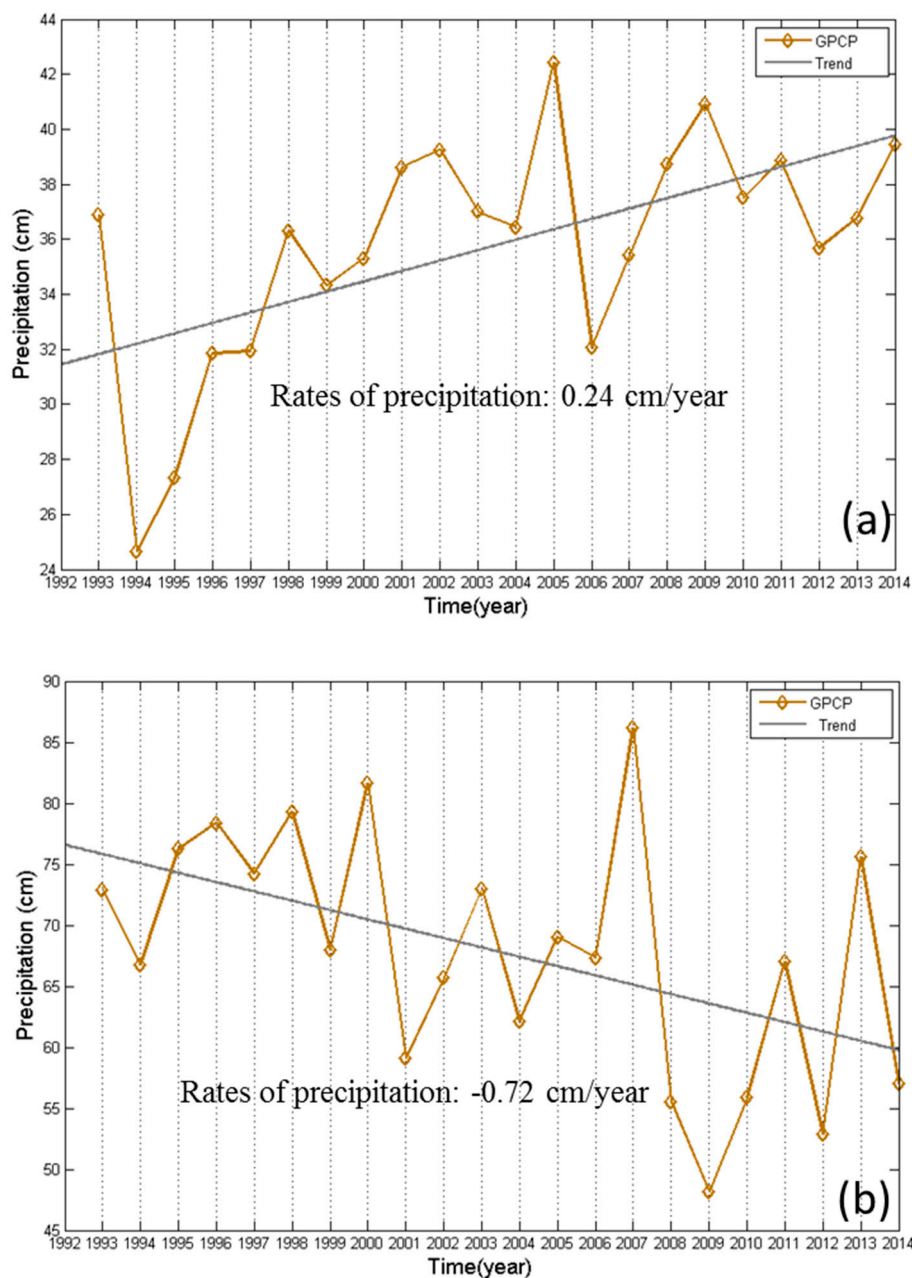 44
42
40
38
36
34
32
30
28
26
24
Precipitation (cm)
GPCP
Trend
Rates of precipitation: 0.24 cm/year
(a)
1992 1993 1994 1995 1996 1997 1998 1999 2000 2001 2002 2003 2004 2005 2006 2007 2008 2009 2010 2011 2012 2013 2014
Time(year)
90
85
80
75
70
65
60
55
50
45
Precipitation (cm)
GPCP
Trend
Rates of precipitation: -0.72 cm/year
(b)
1992 1993 1994 1995 1996 1997 1998 1999 2000 2001 2002 2003 2004 2005 2006 2007 2008 2009 2010 2011 2012 2013 2014
Time(year)